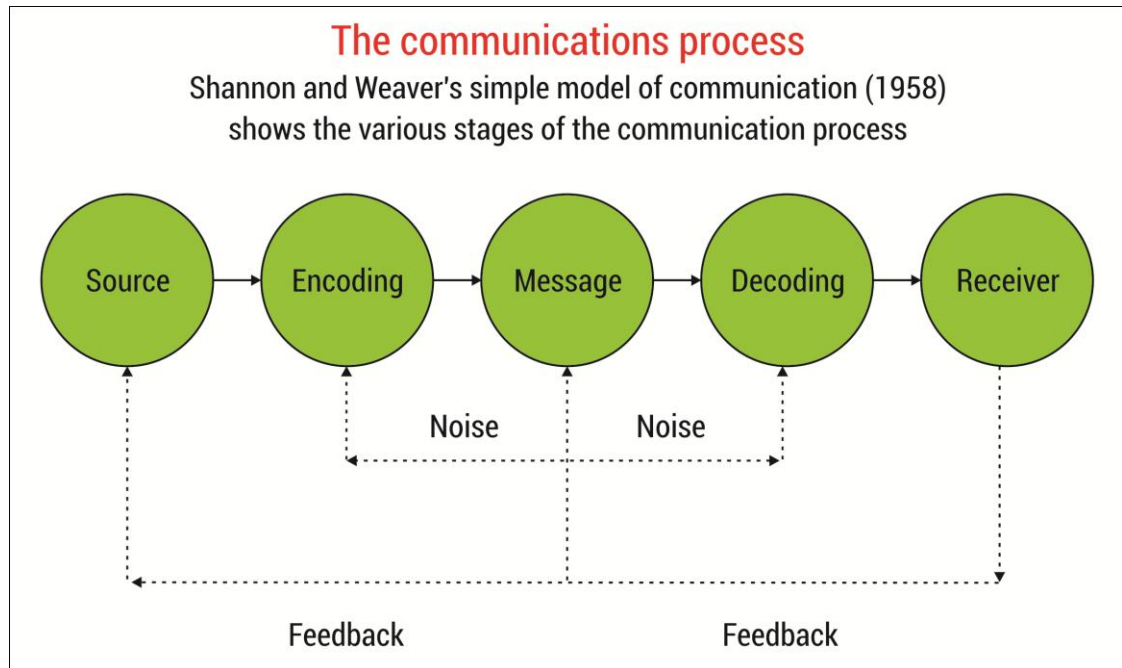 The communications process
Shannon and Weaver's simple model of communication (1958)
shows the various stages of the communication process
Source
Encoding
Message
Decoding
Receiver
Noise
Noise
Feedback
Feedback